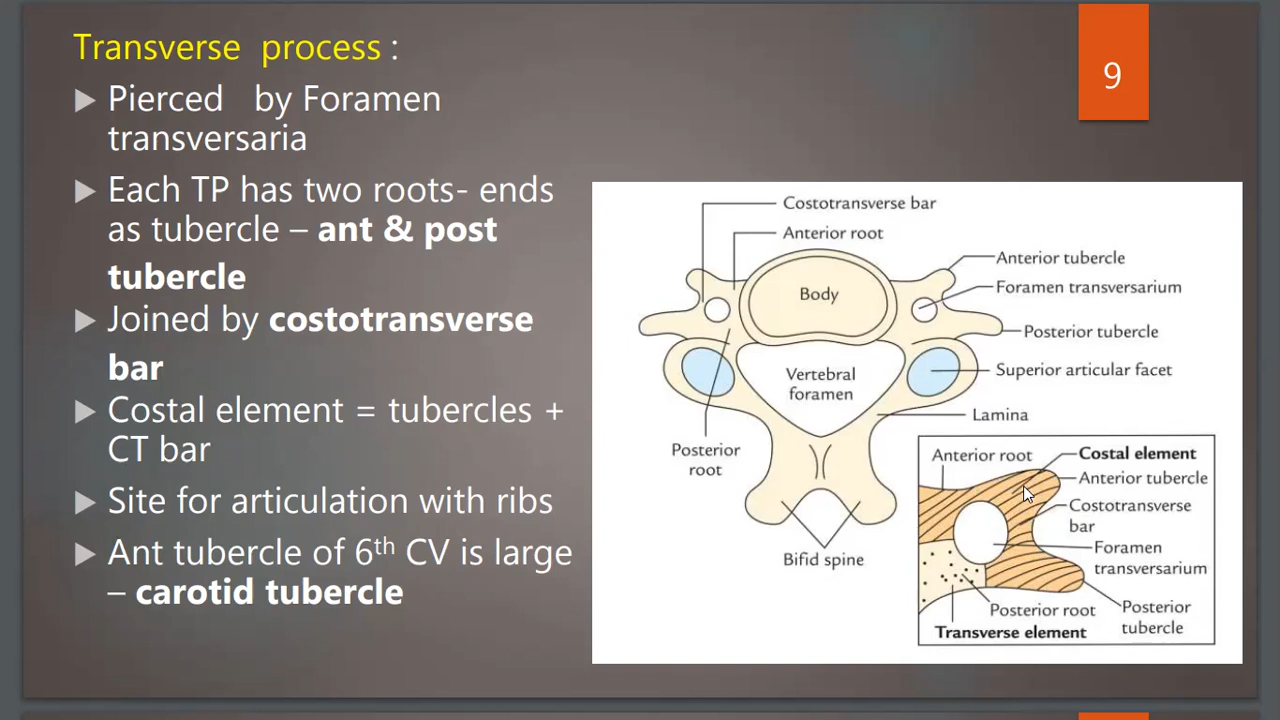 Transverse process :
9
Pierced by Foramen
transversaria
Each TP has two roots- ends
as tubercle – ant & post
tubercle
Joined by costotransverse
bar
Costal element = tubercles +
CT bar
Site for articulation with ribs
Ant tubercle of 6th CV is large
– carotid tubercle
Costotransverse bar
Anterior root
Body
Anterior tubercle
Foramen transversarium
Posterior tubercle
Superior articular facet
Vertebral
foramen
Lamina
Posterior
root
Bifid spine
Anterior root
Costal element
Anterior tubercle
Costotransverse
bar
Foramen
transversarium
Posterior root
Posterior
tubercle
Transverse element